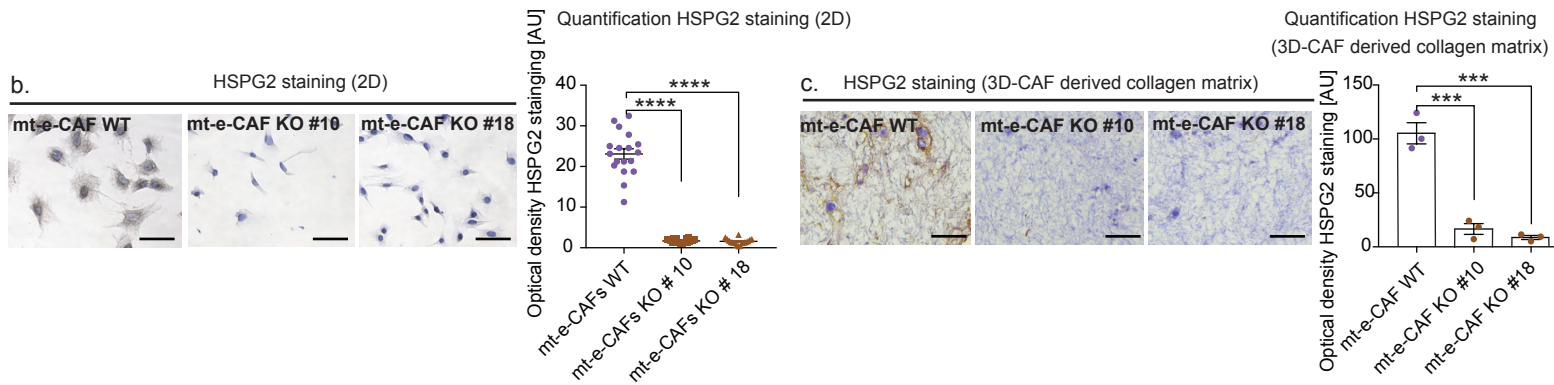 b.
HSPG2 staining (2D)
mt-e-CAF WT
mt-e-CAF KO #10
mt-e-CAF KO #18
Quantification HSPG2 staining (2D)
Optical density HSPG2 stainging [AU]
40
30
20
10
0
****
****
mt-e-CAFs WT
mt-e-CAFs KO # 10
mt-e-CAFs KO # 18
c.
HSPG2 staining (3D-CAF derived collagen matrix)
mt-e-CAF WT
mt-e-CAF KO #10
mt-e-CAF KO #18
Quantification HSPG2 staining
(3D-CAF derived collagen matrix)
Optical density HSPG2 staining [AU]
150
100
50
0
***
***
mt-e-CAF WT
mt-e-CAF KO #10
mt-e-CAF KO #18